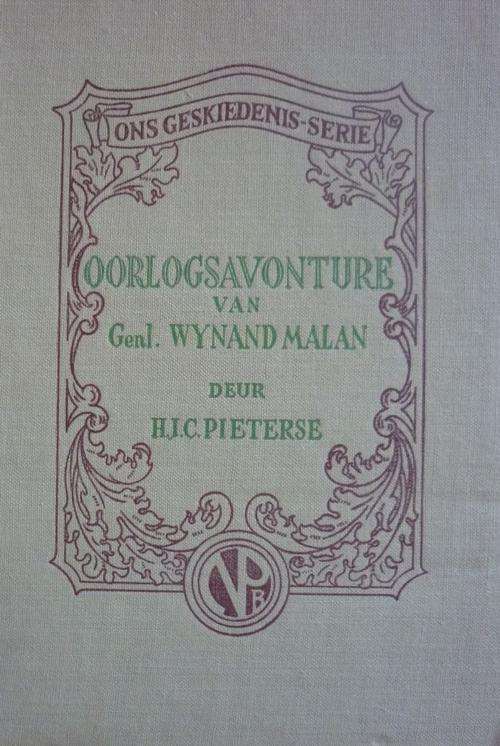 ONS GESKIEDENIS-SERIE
OORLOGSAVONTURE
VAN
Genl. WYNAND MALAN
DEUR
H.J.C. PIETERSE
NPB